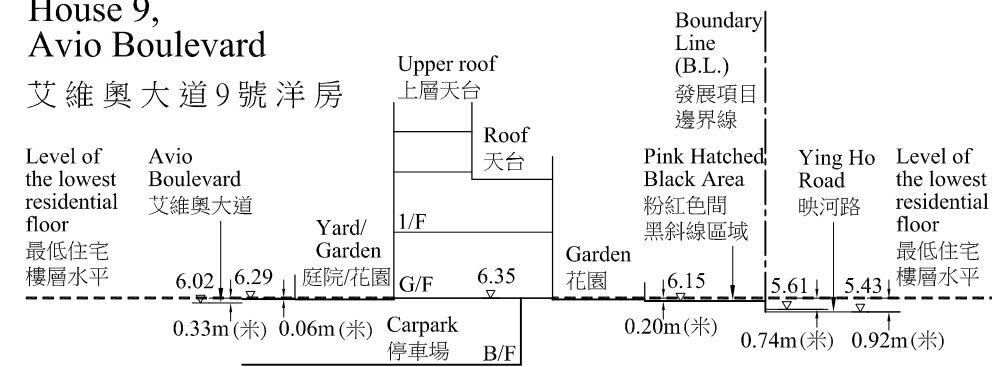 House 9,
Avio Boulevard
艾維奧大道9號洋房
Boundary
Line
(B.L.)
發展項目
邊界線
Upper roof
上層天台
Roof
天台
Level of
the lowest
residential
floor
最低住宅
樓層水平
Avio
Boulevard
艾維奧大道
Yard/
Garden
庭院/花園
1/F
G/F
Garden
花園
Pink Hatched
Black Area
粉紅色間
黑斜線區域
Ying Ho
Road
映河路
Level of
the lowest
residential
floor
最低住宅
樓層水平
6.02
6.29
6.35
6.15
5.61
5.43
0.33m(米)
0.06m(米)
Carpark
停車場
B/F
0.20m(米)
0.74m(米)
0.92m(米)